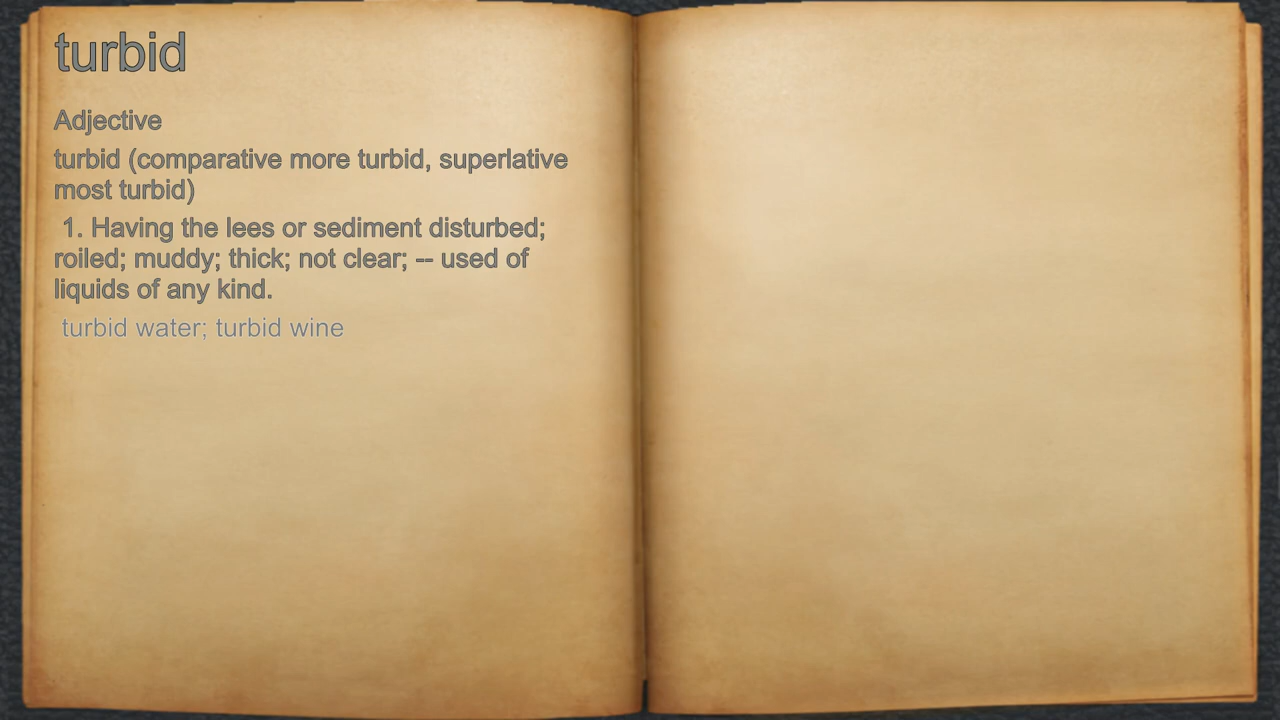 turbid
Adjective
turbid (comparative more turbid, superlative
most turbid)
1. Having the lees or sediment disturbed;
roiled; muddy; thick; not clear; -- used of
liquids of any kind.
turbid water; turbid wine